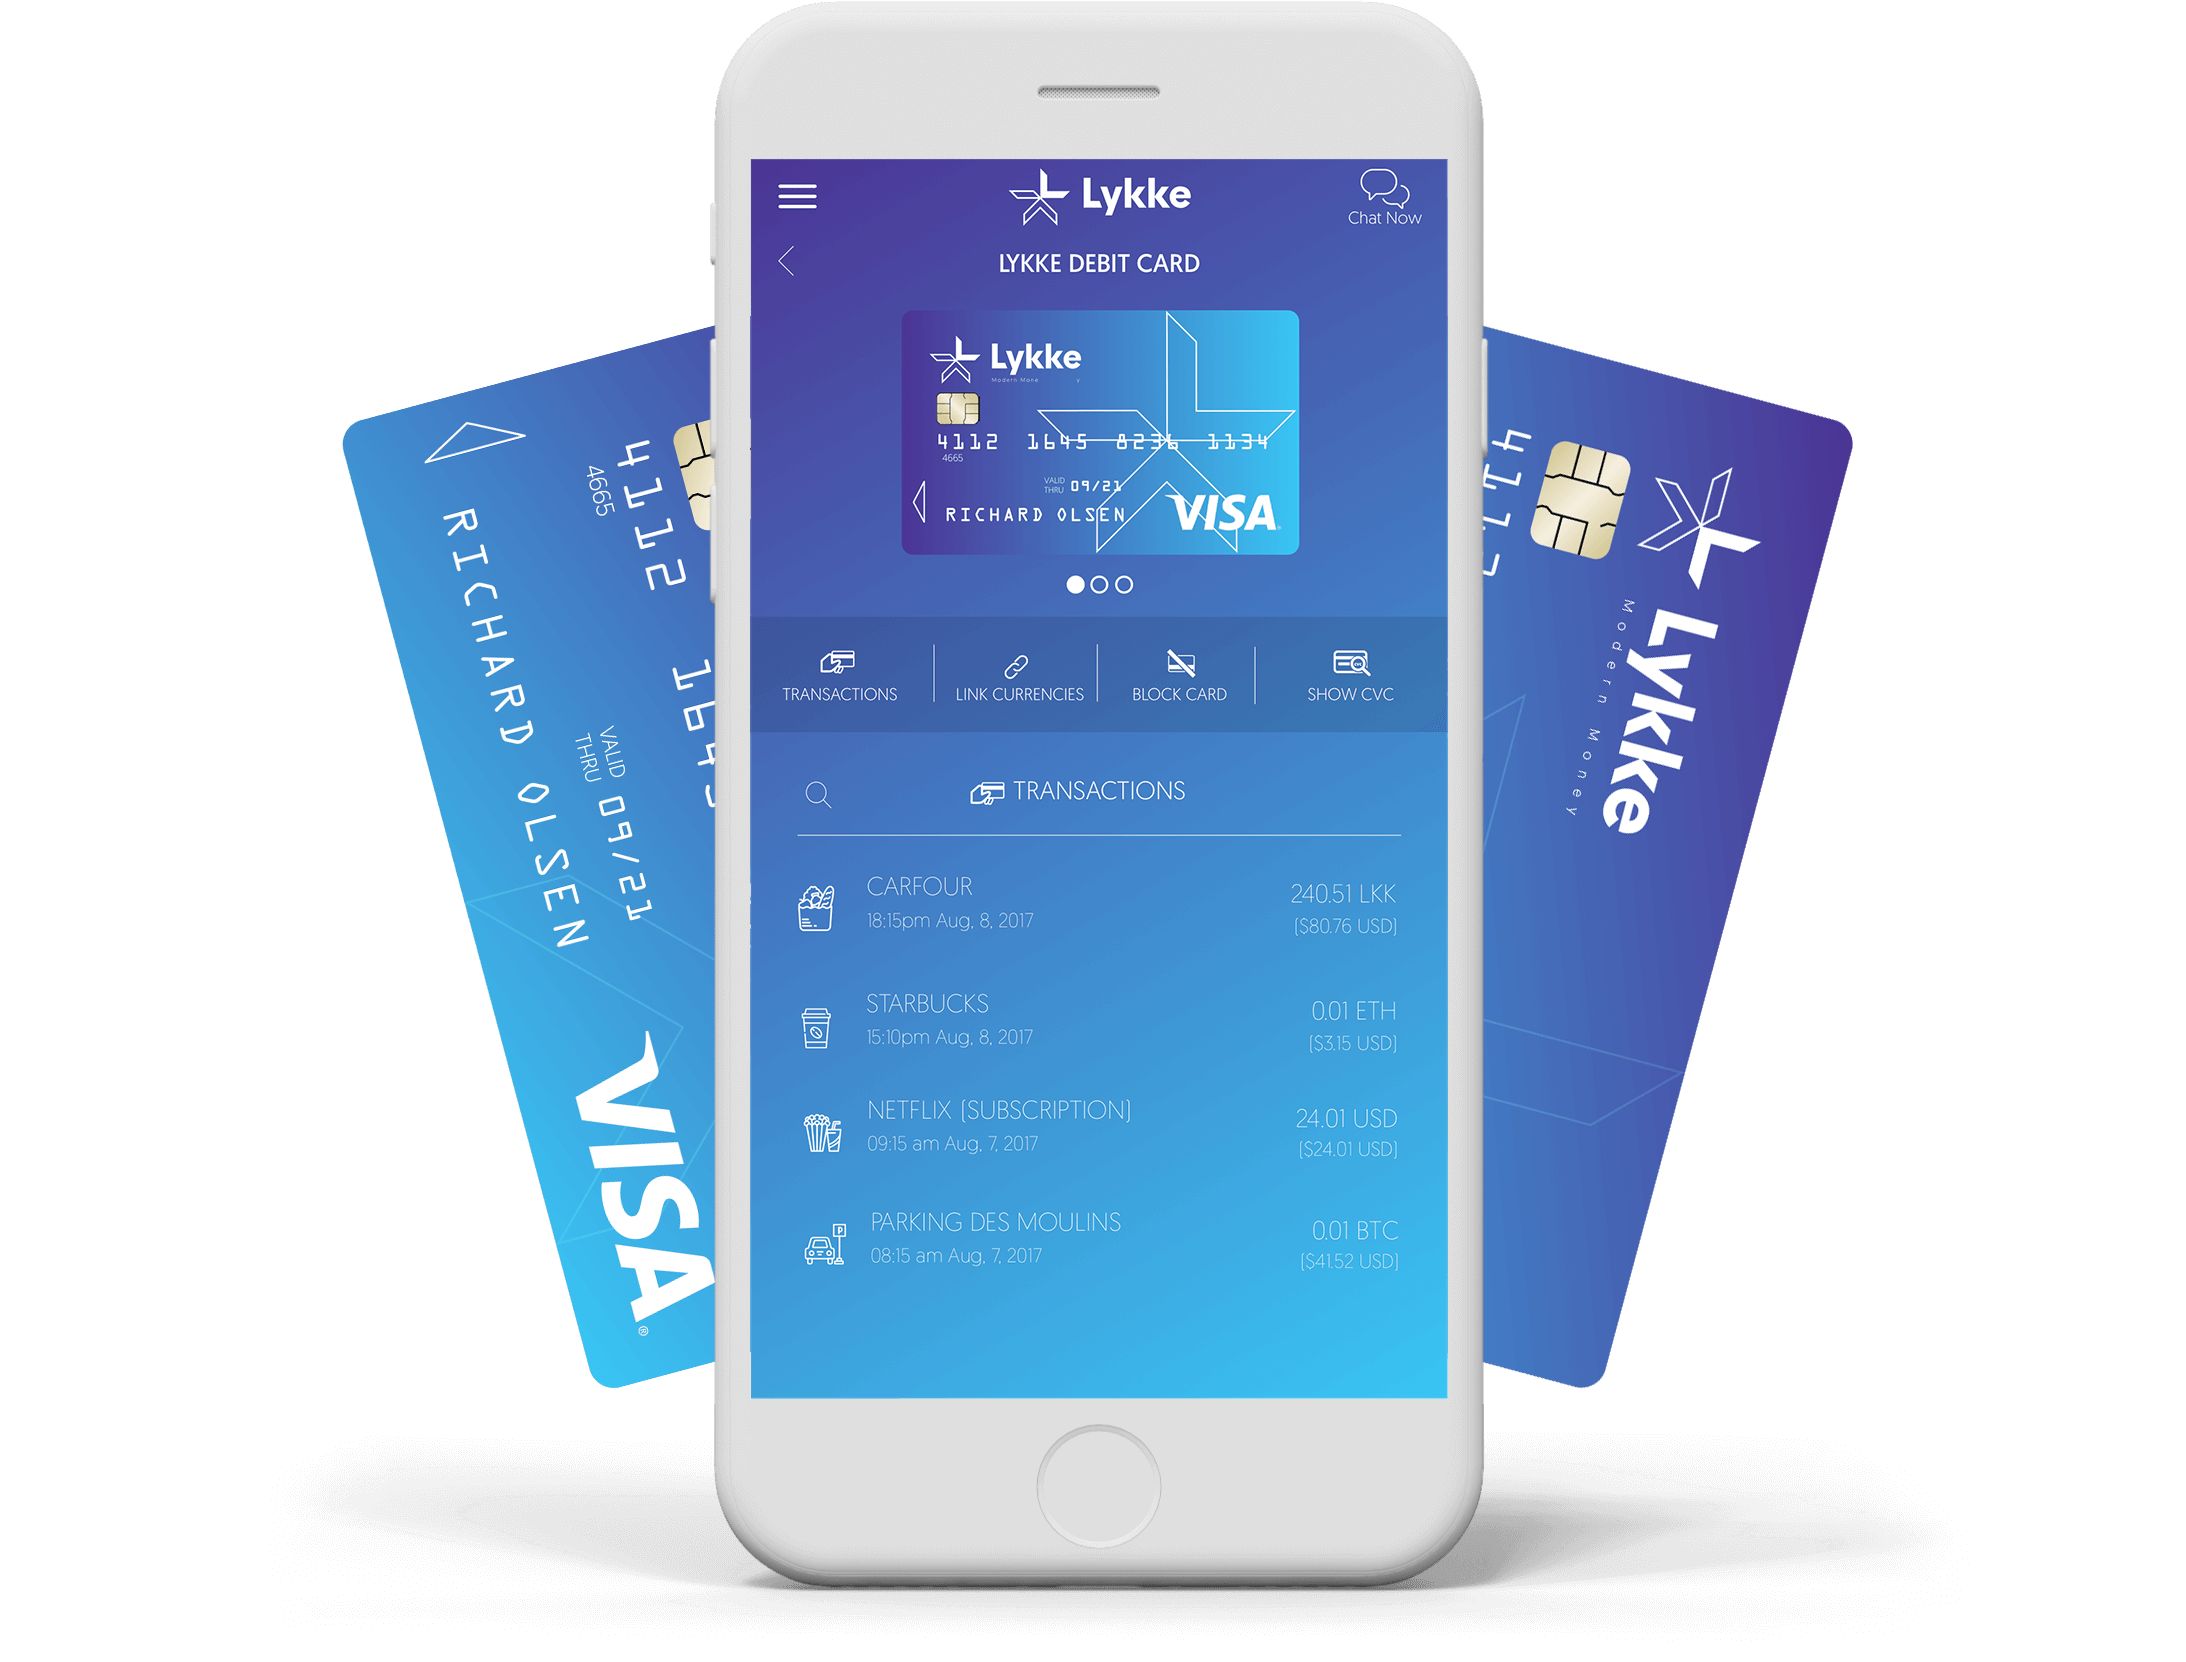 Lykke
Chat Now
LYKKE DEBIT CARD
Lykke
Modern Mone y
4112 1645 8236 1134
4665
VALID THRU 09/21
RICHARD OLSEN
VISA
TRANSACTIONS
LINK CURRENCIES
BLOCK CARD
SHOW CVC
TRANSACTIONS
CARFOUR
240.51 LKK
18:15pm Aug, 8, 2017
($80.76 USD)
STARBUCKS
0.01 ETH
15:10pm Aug, 8, 2017
($3.15 USD)
NETFLIX (SUBSCRIPTION)
24.01 USD
09:15 am Aug, 7, 2017
($24.01 USD)
PARKING DES MOULINS
0.01 BTC
08:15 am Aug, 7, 2017
($41.52 USD)
4112 1645
4665
VALID THRU 09/21
RICHARD OLSEN
VISA
®
Lykke
Modern Money